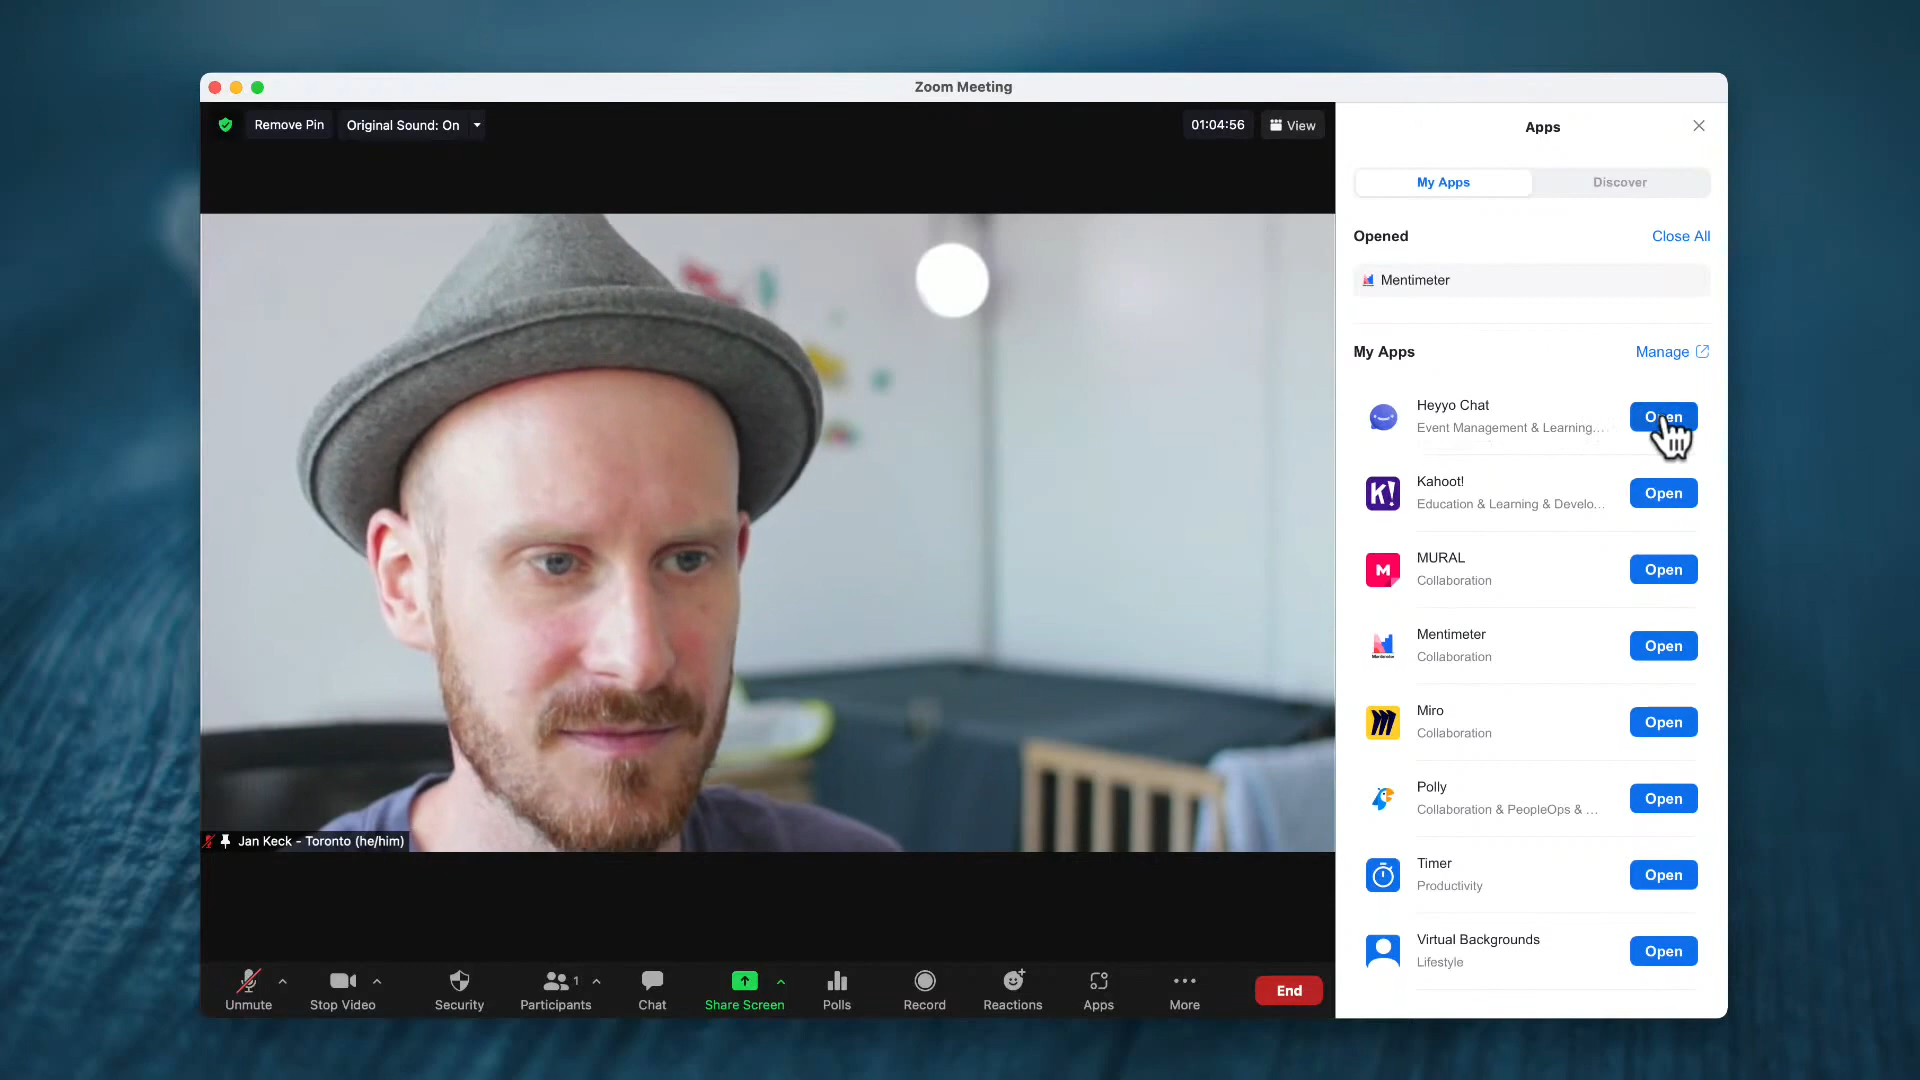 Zoom Meeting
Remove Pin
Original Sound: On
01:04:56
View
Apps
My Apps
Discover
Opened
Close All
Mentimeter
My Apps
Manage
Heyyo Chat
Open
Event Management & Learning...
K!
Kahoot!
Open
Education & Learning & Develo...
M
MURAL
Open
Collaboration
Mentimeter
Open
Collaboration
Miro
Open
Collaboration
Polly
Open
Collaboration & PeopleOps & ...
Timer
Open
Productivity
Virtual Backgrounds
Open
Lifestyle
Jan Keck - Toronto (he/him)
Unmute
Stop Video
Security
1
Participants
Chat
Share Screen
Polls
Record
Reactions
Apps
More
End